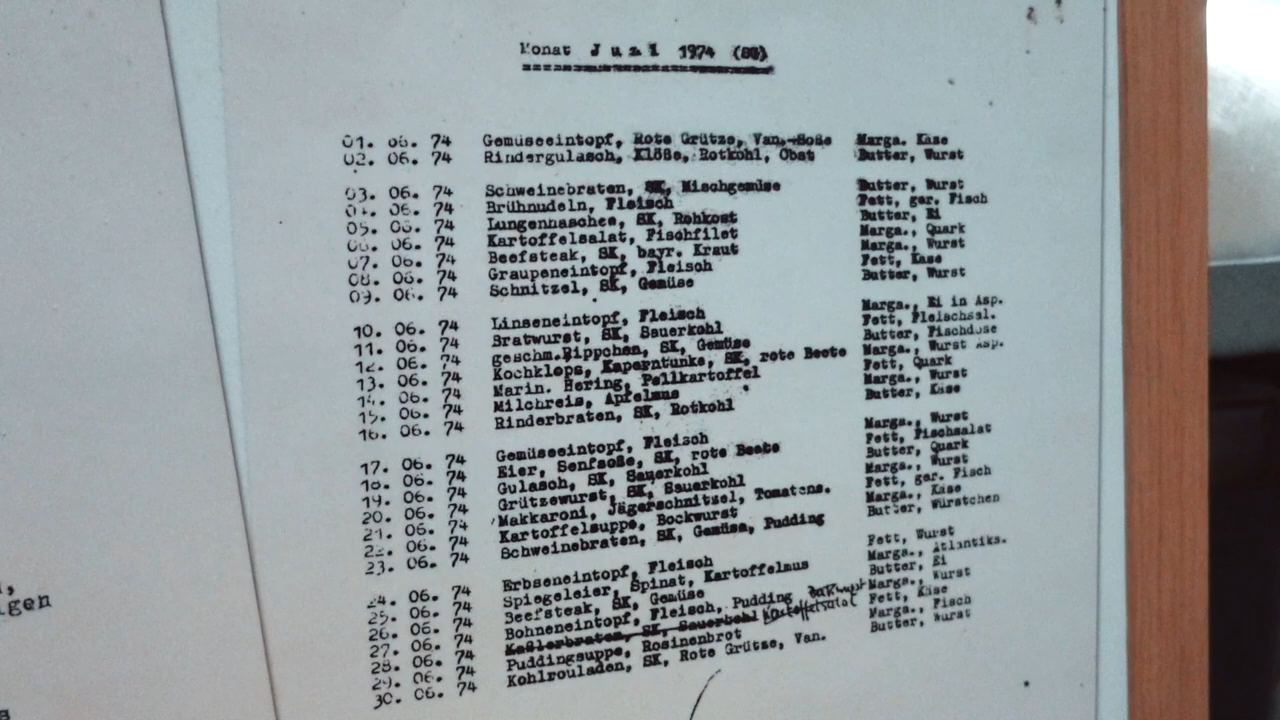 Monat Juni 1974 (80)
01. 06. 74 Gemüseeintopf, Rote Grütze, Van.-Soße Marga. Käse
02. 06. 74 Rindergulasch, Klöße, Rotkohl, Obst Butter, Wurst
03. 06. 74 Schweinebraten, SK, Mischgemüse Butter, Wurst
04. 06. 74 Brühnudeln, Fleisch Fett, ger. Fisch
05. 06. 74 Lungenhaschee, SK, Rohkost Butter, Ei
06. 06. 74 Kartoffelsalat, Fischfilet Marga., Quark
07. 06. 74 Beefsteak, SK, bayr. Kraut Marga., Wurst
08. 06. 74 Graupeneintopf, Fleisch Fett, Käse
09. 06. 74 Schnitzel, SK, Gemüse Butter, Wurst
10. 06. 74 Linseneintopf, Fleisch Marga., Ei in Asp.
11. 06. 74 Bratwurst, SK, Sauerkohl Fett, Fleischsal.
12. 06. 74 geschm.Rippchen, SK, Gemüse Butter, Fischdose
13. 06. 74 Kochklops, Kaperntunke, SK, rote Beete Marga., Wurst Asp.
14. 06. 74 Marin. Hering, Pellkartoffel Fett, Quark
15. 06. 74 Milchreis, Apfelmus Marga., Wurst
16. 06. 74 Rinderbraten, SK, Rotkohl Butter, Käse
17. 06. 74 Gemüseeintopf, Fleisch Marga., Wurst
18. 06. 74 Eier, Senfsoße, SK, rote Beete Fett, Fischsalat
19. 06. 74 Gulasch, SK, Sauerkohl Butter, Quark
20. 06. 74 Grützewurst, SK, Sauerkohl Marga., Wurst
21. 06. 74 Makkaroni, Jägerschnitzel, Tomatens. Fett, ger. Fisch
22. 06. 74 Kartoffelsuppe, Bockwurst Marga., Käse
23. 06. 74 Schweinebraten, SK, Gemüse, Pudding Butter, Würstchen
24. 06. 74 Erbseneintopf, Fleisch Fett, Wurst
25. 06. 74 Spiegeleier, Spinat, Kartoffelmus Marga., Atlantiks.
26. 06. 74 Beefsteak, SK, Gemüse Butter, Ei
27. 06. 74 Bohneneintopf, Fleisch, Pudding Marga., Wurst
28. 06. 74 Kaßlerbraten, SK, Sauerkohl Bockwurst Kartoffelsalat Fett, Käse
29. 06. 74 Puddingsuppe, Rosinenbrot Marga., Fisch
30. 06. 74 Kohlrouladen, SK, Rote Grütze, Van. Butter, Wurst